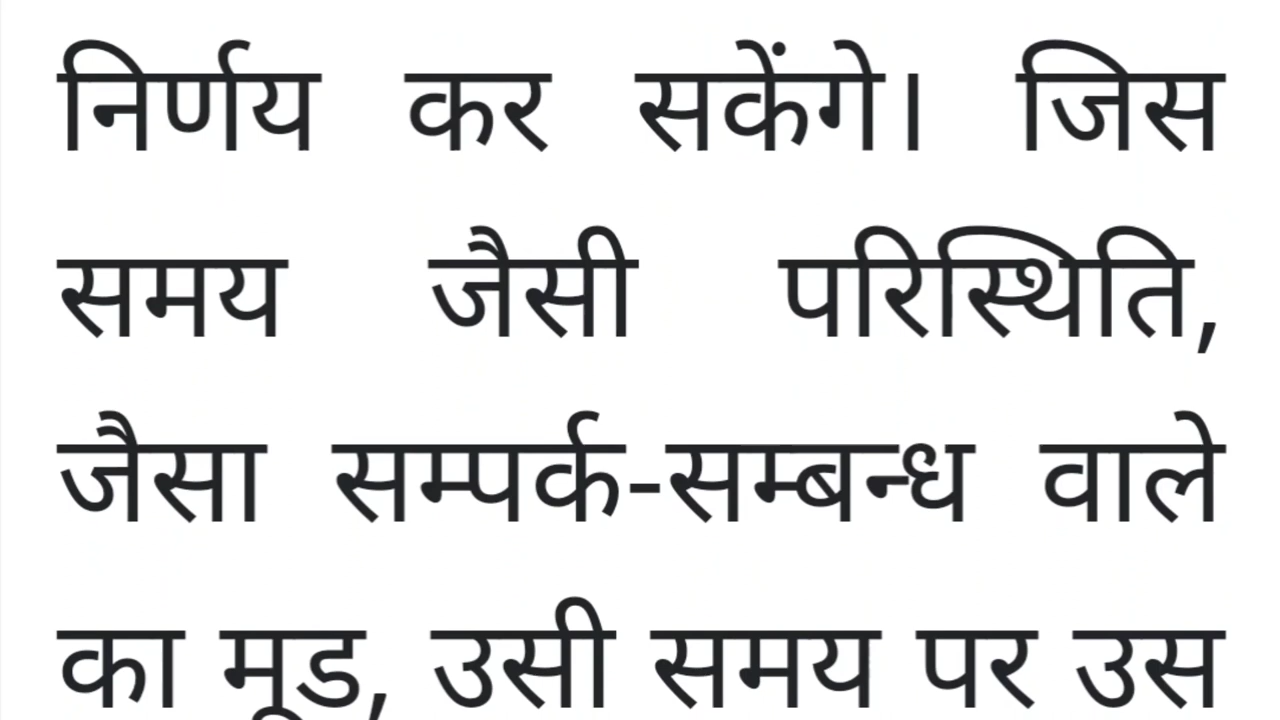 निर्णय कर सकेंगे। जिस
समय जैसी परिस्थिति,
जैसा सम्पर्क-सम्बन्ध वाले
का मूड, उसी समय पर उस